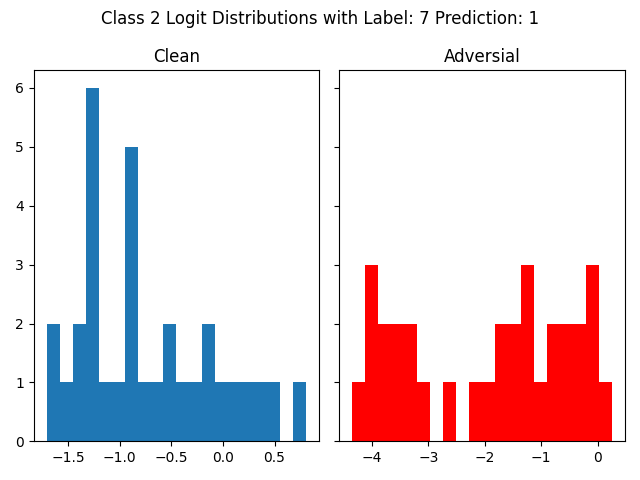 Class 2 Logit Distributions with Label: 7 Prediction: 1
Clean
Adversial
6
5
4
3
2
1
0
−1.5 −1.0 −0.5 0.0 0.5
−4 −3 −2 −1 0